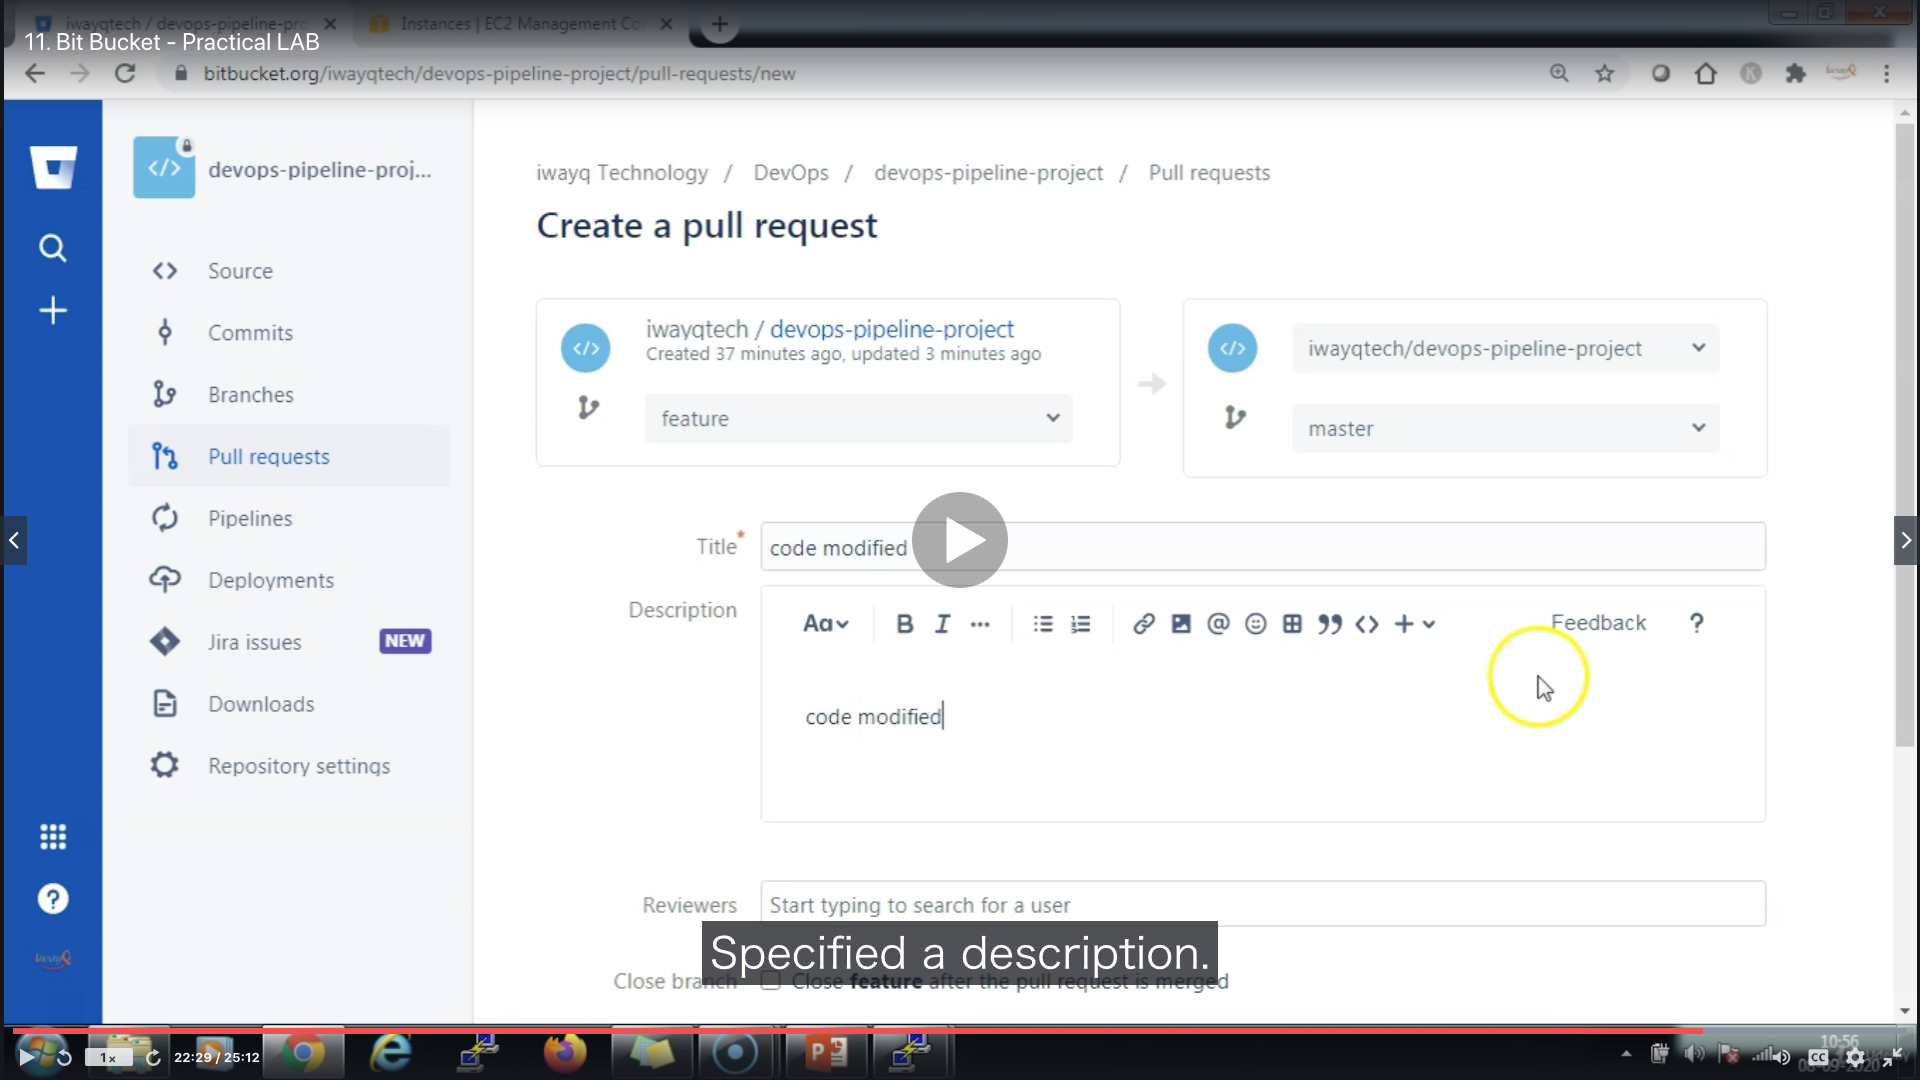 iwayqtech / devops-pipeline-pro
Instances | EC2 Management Co
11. Bit Bucket - Practical LAB
bitbucket.org/iwayqtech/devops-pipeline-project/pull-requests/new
K
devops-pipeline-proj...
iwayq Technology / DevOps / devops-pipeline-project / Pull requests
Create a pull request
Source
Commits
Branches
Pull requests
Pipelines
Deployments
Jira issues NEW
Downloads
Repository settings
iwayqtech / devops-pipeline-project
Created 37 minutes ago, updated 3 minutes ago
feature
iwayqtech/devops-pipeline-project
master
Title*
code modified
Description
Aa B I ... Feedback ?
code modified
Reviewers
Start typing to search for a user
Close branch Close feature after the pull request is merged
Specified a description.
1x 22:29 / 25:12
10:56
CC